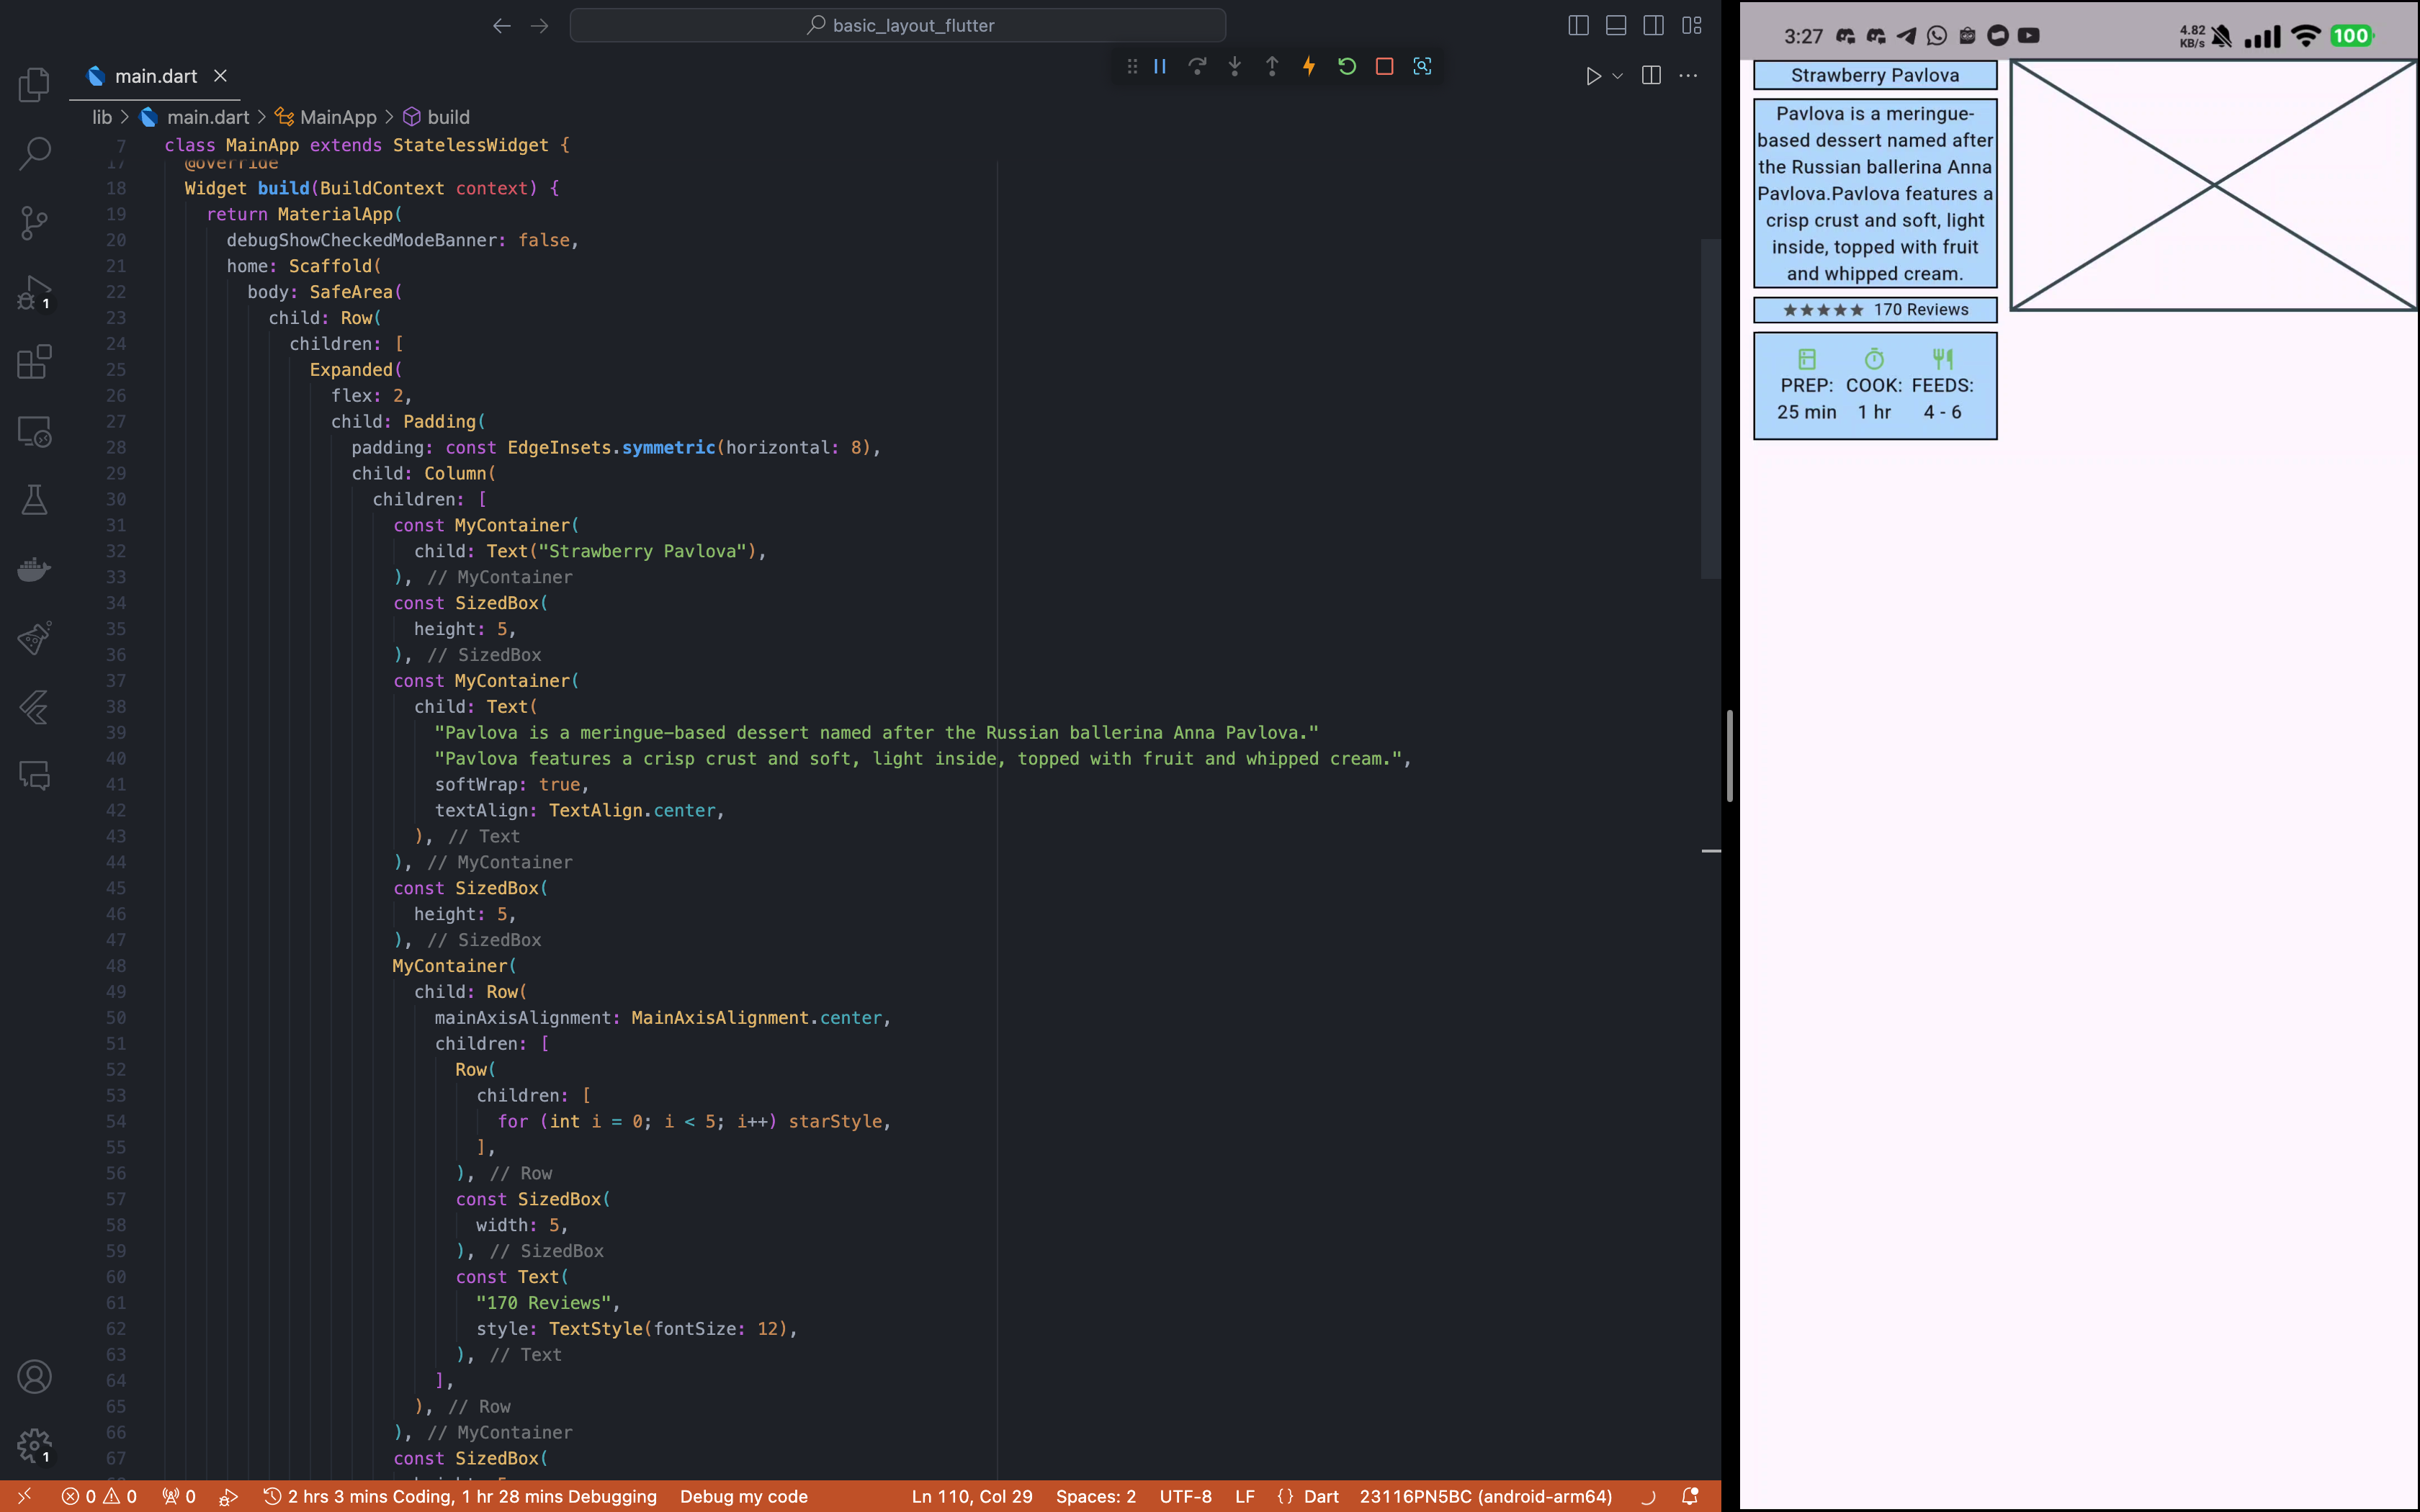 basic_layout_flutter
main.dart
lib > main.dart > MainApp > build
7 class MainApp extends StatelessWidget {
17 @override
18 Widget build(BuildContext context) {
19 return MaterialApp(
20 debugShowCheckedModeBanner: false,
21 home: Scaffold(
22 body: SafeArea(
23 child: Row(
24 children: [
25 Expanded(
26 flex: 2,
27 child: Padding(
28 padding: const EdgeInsets.symmetric(horizontal: 8),
29 child: Column(
30 children: [
31 const MyContainer(
32 child: Text("Strawberry Pavlova"),
33 ), // MyContainer
34 const SizedBox(
35 height: 5,
36 ), // SizedBox
37 const MyContainer(
38 child: Text(
39 "Pavlova is a meringue-based dessert named after the Russian ballerina Anna Pavlova."
40 "Pavlova features a crisp crust and soft, light inside, topped with fruit and whipped cream.",
41 softWrap: true,
42 textAlign: TextAlign.center,
43 ), // Text
44 ), // MyContainer
45 const SizedBox(
46 height: 5,
47 ), // SizedBox
48 MyContainer(
49 child: Row(
50 mainAxisAlignment: MainAxisAlignment.center,
51 children: [
52 Row(
53 children: [
54 for (int i = 0; i < 5; i++) starStyle,
55 ],
56 ), // Row
57 const SizedBox(
58 width: 5,
59 ), // SizedBox
60 const Text(
61 "170 Reviews",
62 style: TextStyle(fontSize: 12),
63 ), // Text
64 ],
65 ), // Row
66 ), // MyContainer
67 const SizedBox(
1
1
0 0 0 2 hrs 3 mins Coding, 1 hr 28 mins Debugging Debug my code Ln 110, Col 29 Spaces: 2 UTF-8 LF {} Dart 23116PN5BC (android-arm64)
3:27 4.82 KB/s 100
Strawberry Pavlova
Pavlova is a meringue-
based dessert named after
the Russian ballerina Anna
Pavlova.Pavlova features a
crisp crust and soft, light
inside, topped with fruit
and whipped cream.
★★★★★ 170 Reviews
PREP: COOK: FEEDS:
25 min 1 hr 4 - 6